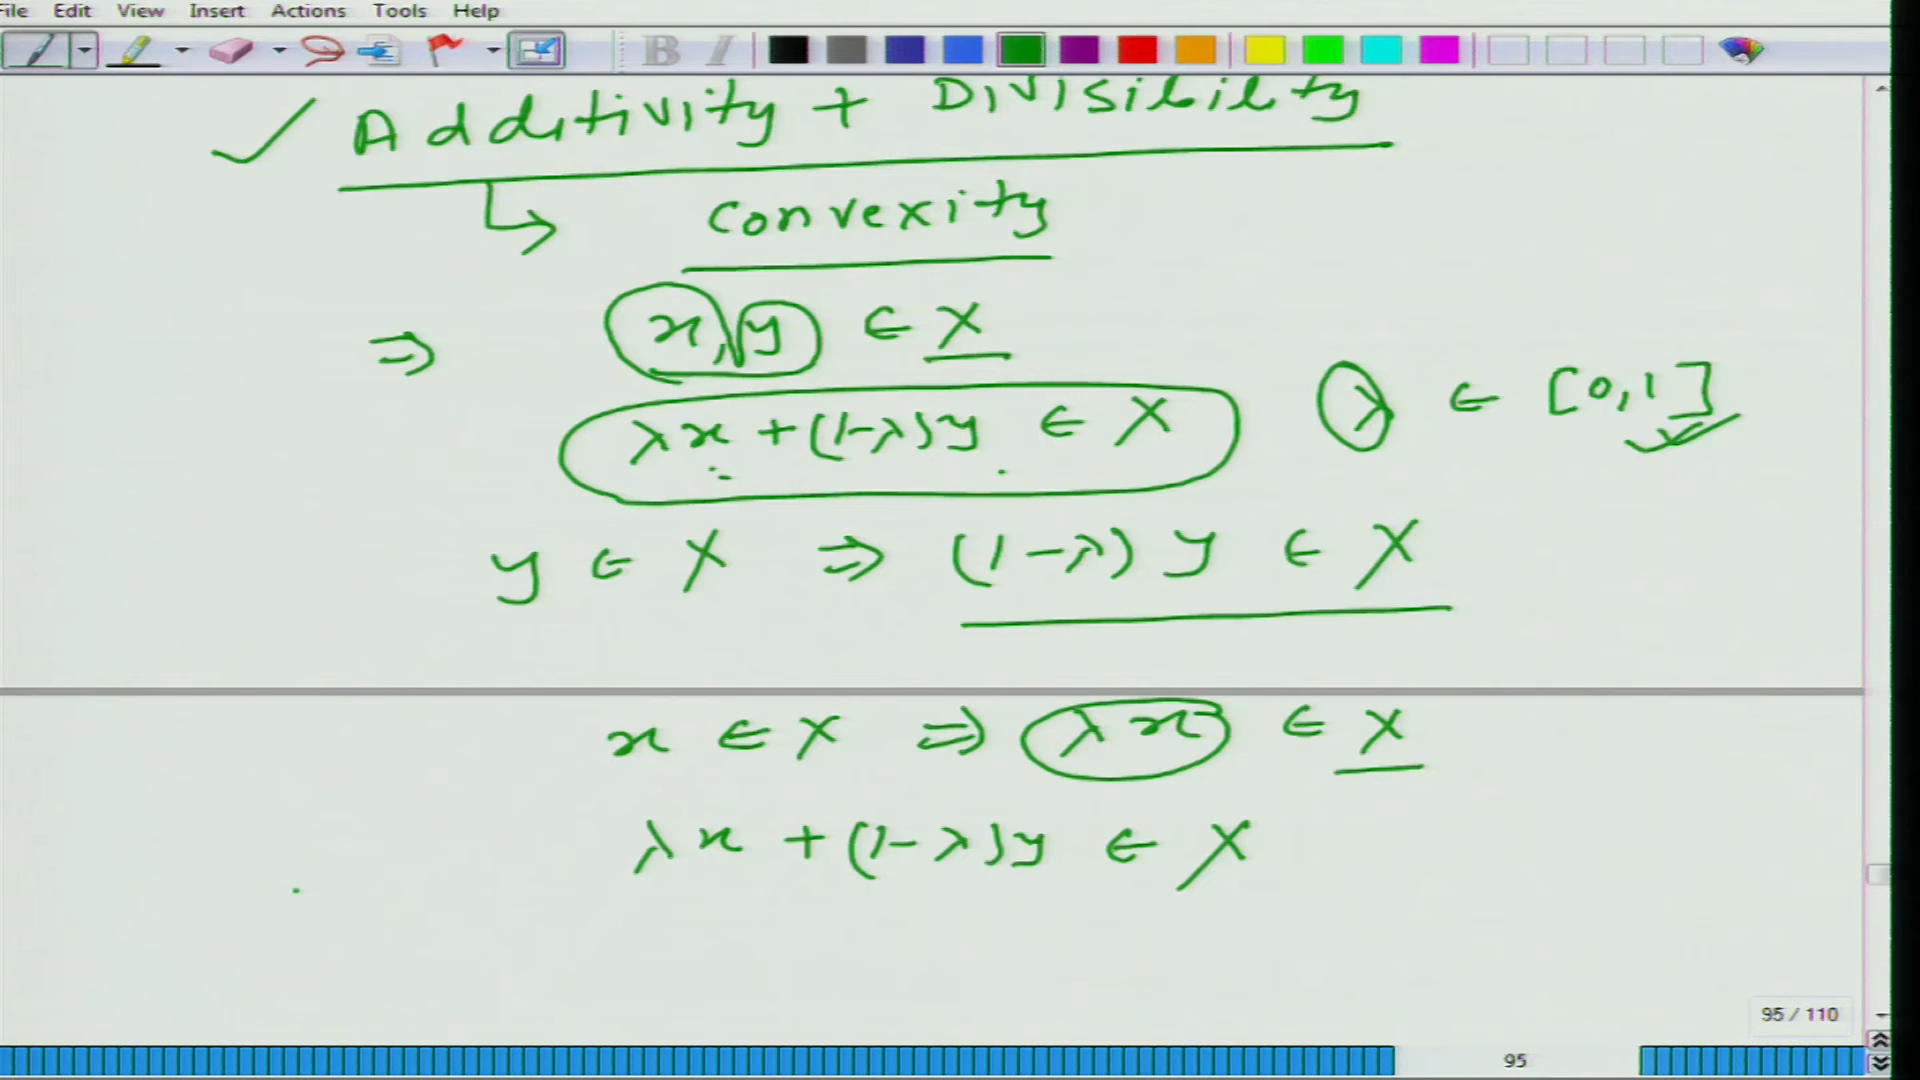 File Edit View Insert Actions Tools Help
B I
✓ Additivity + Divisibility
↳ convexity
⇒ x, y ∈ X
λx + (1-λ)y ∈ X λ ∈ [0,1]
y ∈ X ⇒ (1-λ) y ∈ X
x ∈ X ⇒ λx ∈ X
λx + (1-λ)y ∈ X
95 / 110
95